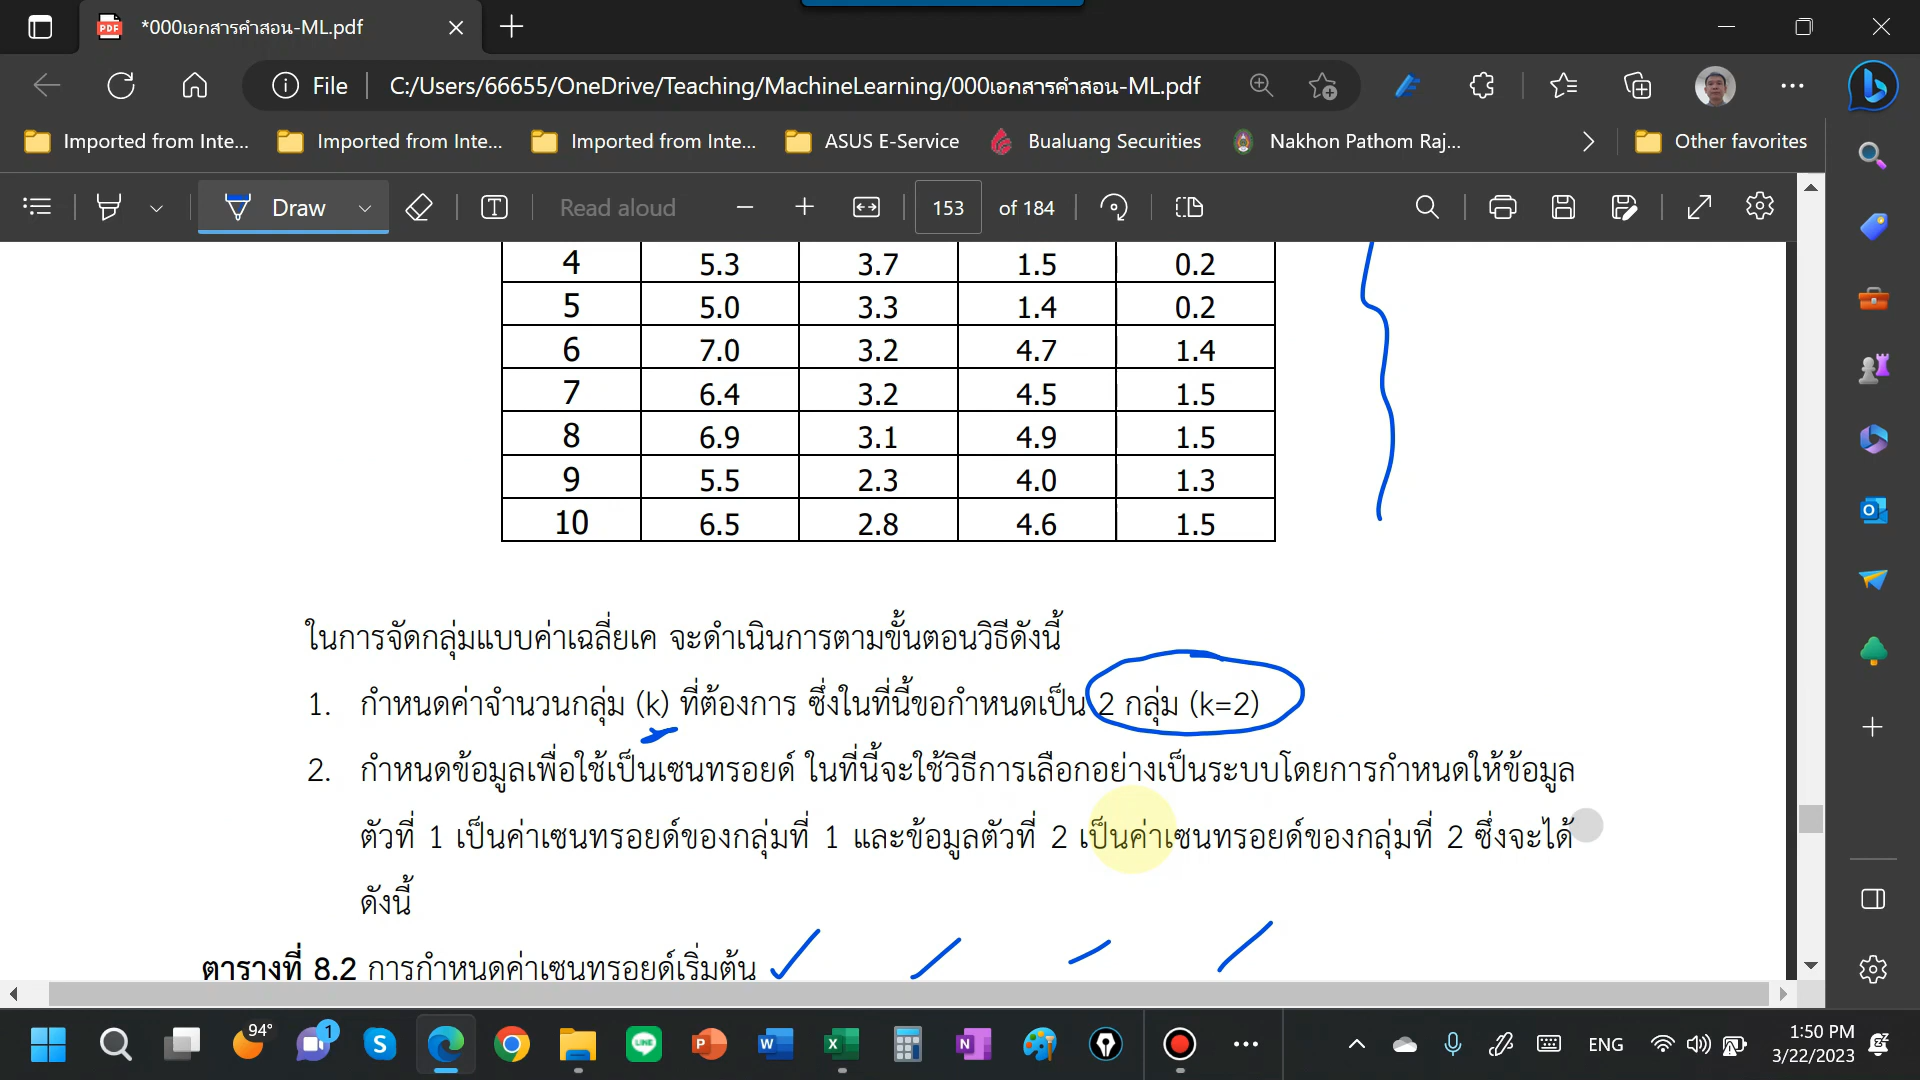 *000เอกสารคำสอน-ML.pdf
File
C:/Users/66655/OneDrive/Teaching/MachineLearning/000เอกสารคำสอน-ML.pdf
Imported from Inte...
Imported from Inte...
Imported from Inte...
ASUS E-Service
Bualuang Securities
Nakhon Pathom Raj...
Other favorites
Draw
Read aloud
153 of 184
4 5.3 3.7 1.5 0.2
5 5.0 3.3 1.4 0.2
6 7.0 3.2 4.7 1.4
7 6.4 3.2 4.5 1.5
8 6.9 3.1 4.9 1.5
9 5.5 2.3 4.0 1.3
10 6.5 2.8 4.6 1.5
ในการจัดกลุ่มแบบค่าเฉลี่ยเค จะดำเนินการตามขั้นตอนวิธีดังนี้
1. กำหนดค่าจำนวนกลุ่ม (k) ที่ต้องการ ซึ่งในที่นี้ขอกำหนดเป็น 2 กลุ่ม (k=2)
2. กำหนดข้อมูลเพื่อใช้เป็นเซนทรอยด์ ในที่นี้จะใช้วิธีการเลือกอย่างเป็นระบบโดยการกำหนดให้ข้อมูล
ตัวที่ 1 เป็นค่าเซนทรอยด์ของกลุ่มที่ 1 และข้อมูลตัวที่ 2 เป็นค่าเซนทรอยด์ของกลุ่มที่ 2 ซึ่งจะได้
ดังนี้
ตารางที่ 8.2 การกำหนดค่าเซนทรอยด์เริ่มต้น
94°
1
ENG
1:50 PM
3/22/2023